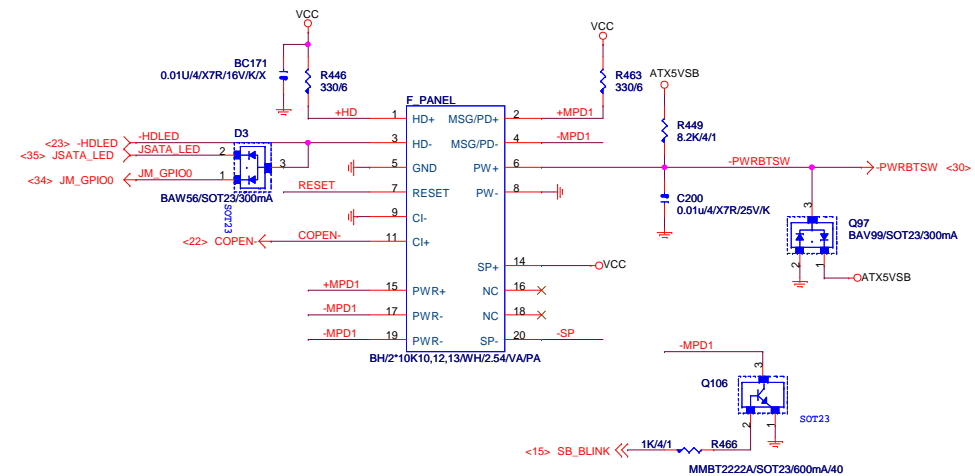 VCC
BC171
0.01U/4/X7R/16V/K/X
R446
330/6
VCC
R463
330/6
ATX5VSB
R449
8.2K/4/1
F_PANEL
+HD
1
HD+
MSG/PD+
2
+MPD1
<23> -HDLED
-HDLED
3
HD-
MSG/PD-
4
-MPD1
D3
<35> JSATA_LED
JSATA_LED
2
3
5
GND
PW+
6
-PWRBTSW
-PWRBTSW <30>
<34> JM_GPIO0
JM_GPIO0
1
RESET
7
RESET
PW-
8
BAW56/SOT23/300mA
SOT23
C200
0.01u/4/X7R/25V/K
3
Q97
BAV99/SOT23/300mA
2
1
ATX5VSB
9
CI-
<22> COPEN-
COPEN-
11
CI+
SP+
14
VCC
+MPD1
15
PWR+
NC
16
-MPD1
17
PWR-
NC
18
-MPD1
19
PWR-
SP-
20
-SP
BH/2*10K10,12,13/WH/2.54/VA/PA
-MPD1
3
Q106
SOT23
2
1
<15> SB_BLINK
1K/4/1
R466
MMBT2222A/SOT23/600mA/40